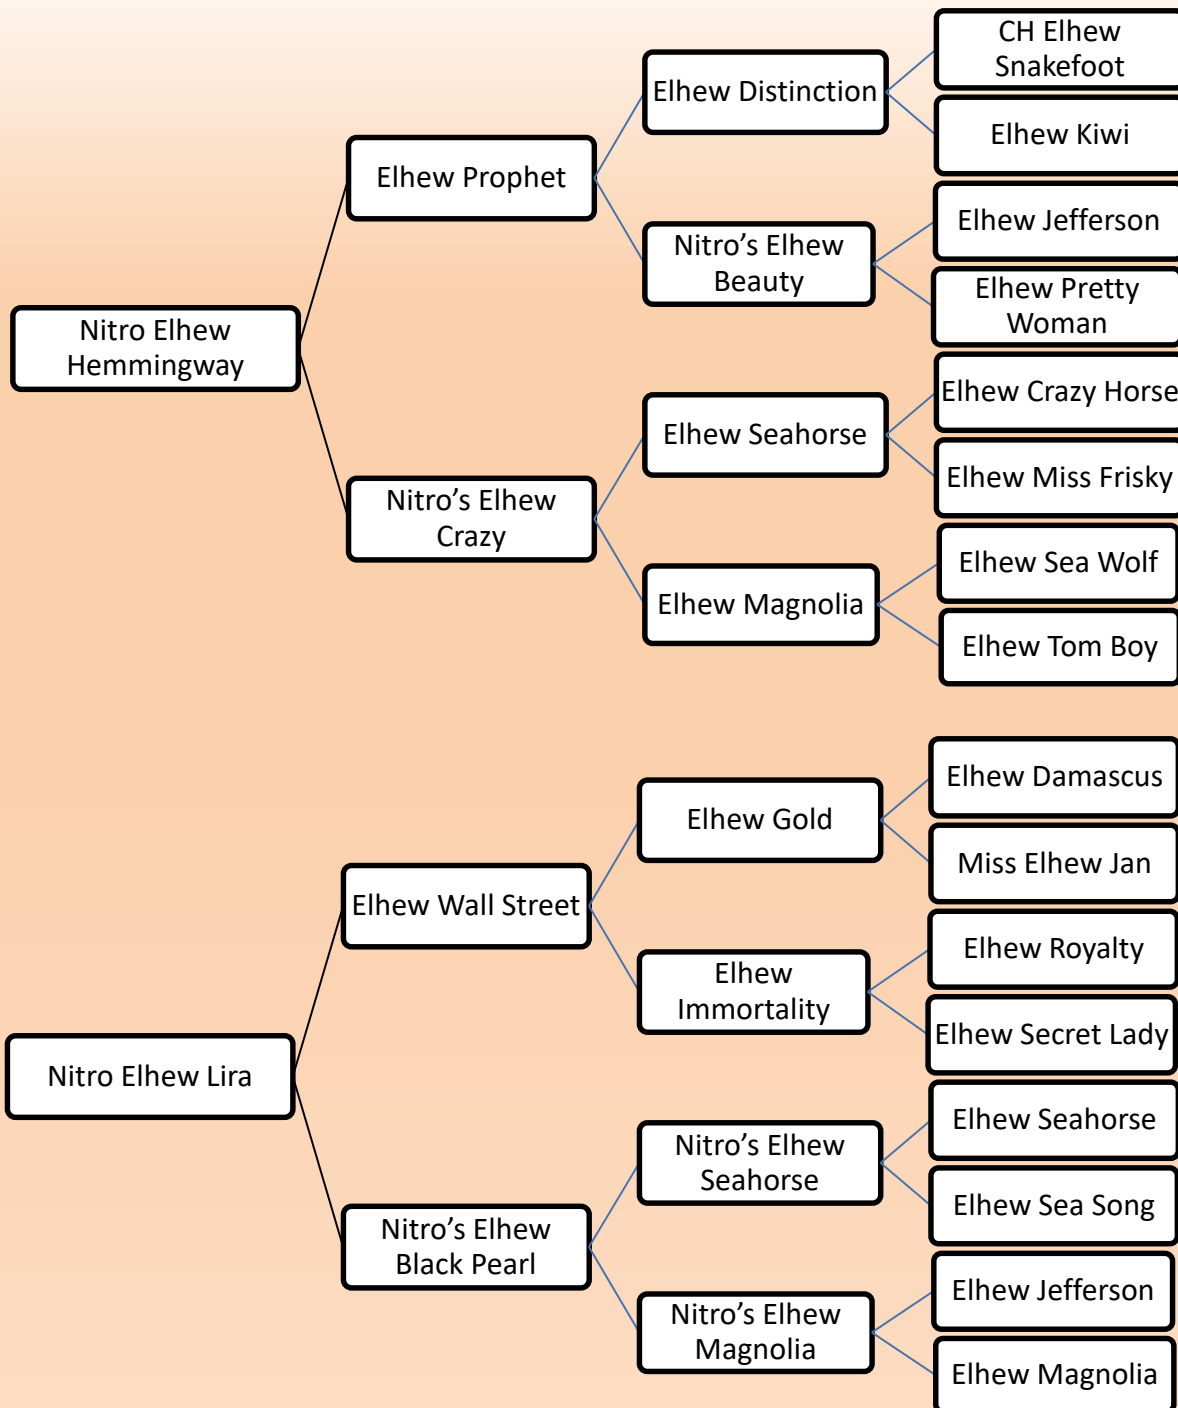 Nitro Elhew
Hemmingway
Elhew Prophet
Nitro’s Elhew
Crazy
Elhew Distinction
Nitro’s Elhew
Beauty
Elhew Seahorse
Elhew Magnolia
CH Elhew
Snakefoot
Elhew Kiwi
Elhew Jefferson
Elhew Pretty
Woman
Elhew Crazy Horse
Elhew Miss Frisky
Elhew Sea Wolf
Elhew Tom Boy
Nitro Elhew Lira
Elhew Wall Street
Nitro’s Elhew
Black Pearl
Elhew Gold
Elhew
Immortality
Nitro’s Elhew
Seahorse
Nitro’s Elhew
Magnolia
Elhew Damascus
Miss Elhew Jan
Elhew Royalty
Elhew Secret Lady
Elhew Seahorse
Elhew Sea Song
Elhew Jefferson
Elhew Magnolia